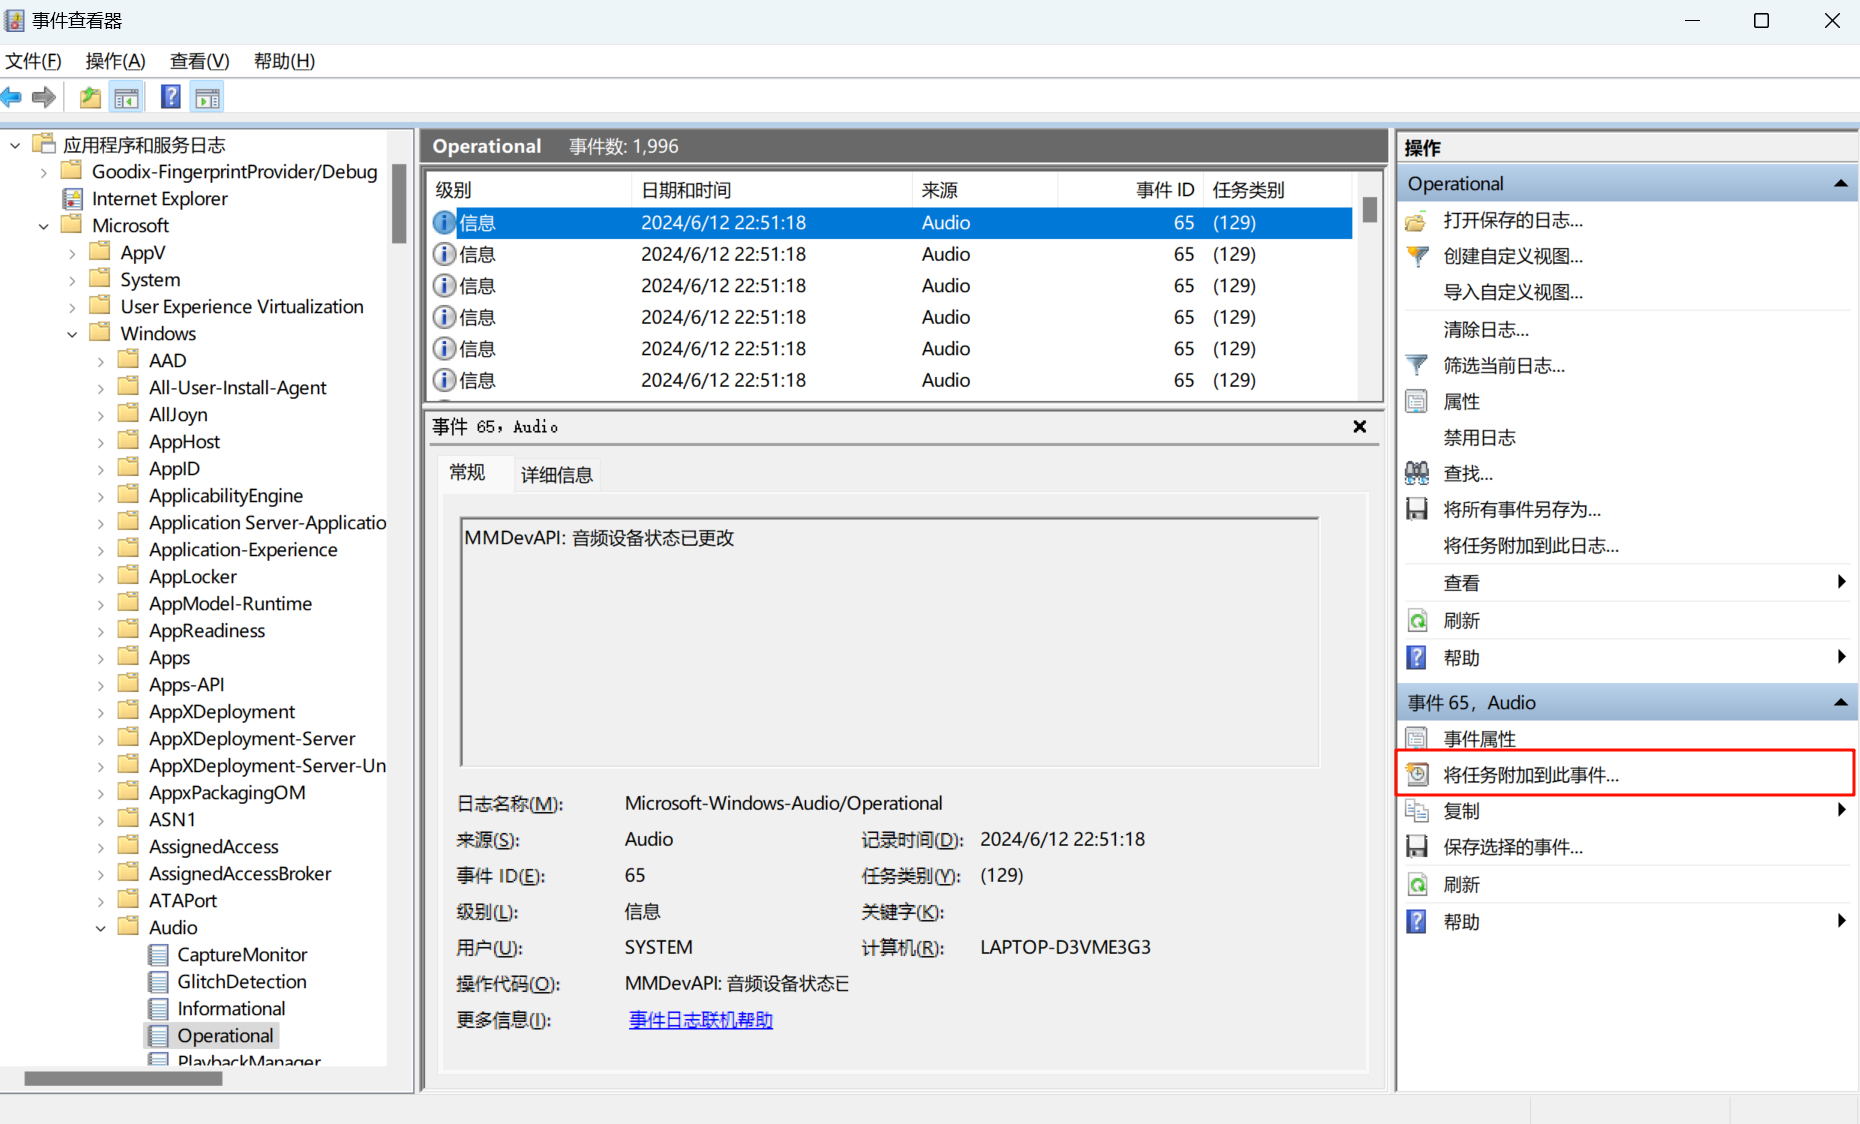 事件查看器
文件(F) 操作(A) 查看(V) 帮助(H)
应用程序和服务日志
Goodix-FingerprintProvider/Debug
Internet Explorer
Microsoft
AppV
System
User Experience Virtualization
Windows
AAD
All-User-Install-Agent
AllJoyn
AppHost
AppID
ApplicabilityEngine
Application Server-Applicatio
Application-Experience
AppLocker
AppModel-Runtime
AppReadiness
Apps
Apps-API
AppXDeployment
AppXDeployment-Server
AppXDeployment-Server-Un
AppxPackagingOM
ASN1
AssignedAccess
AssignedAccessBroker
ATAPort
Audio
CaptureMonitor
GlitchDetection
Informational
Operational
PlaybackManager
Operational 事件数: 1,996
级别 日期和时间 来源 事件 ID 任务类别
信息 2024/6/12 22:51:18 Audio 65 (129)
信息 2024/6/12 22:51:18 Audio 65 (129)
信息 2024/6/12 22:51:18 Audio 65 (129)
信息 2024/6/12 22:51:18 Audio 65 (129)
信息 2024/6/12 22:51:18 Audio 65 (129)
信息 2024/6/12 22:51:18 Audio 65 (129)
事件 65，Audio
常规 详细信息
MMDevAPI: 音频设备状态已更改
日志名称(M): Microsoft-Windows-Audio/Operational
来源(S): Audio 记录时间(D): 2024/6/12 22:51:18
事件 ID(E): 65 任务类别(Y): (129)
级别(L): 信息 关键字(K):
用户(U): SYSTEM 计算机(R): LAPTOP-D3VME3G3
操作代码(O): MMDevAPI: 音频设备状态已
更多信息(I): 事件日志联机帮助
操作
Operational
打开保存的日志...
创建自定义视图...
导入自定义视图...
清除日志...
筛选当前日志...
属性
禁用日志
查找...
将所有事件另存为...
将任务附加到此日志...
查看
刷新
帮助
事件 65，Audio
事件属性
将任务附加到此事件...
复制
保存选择的事件...
刷新
帮助